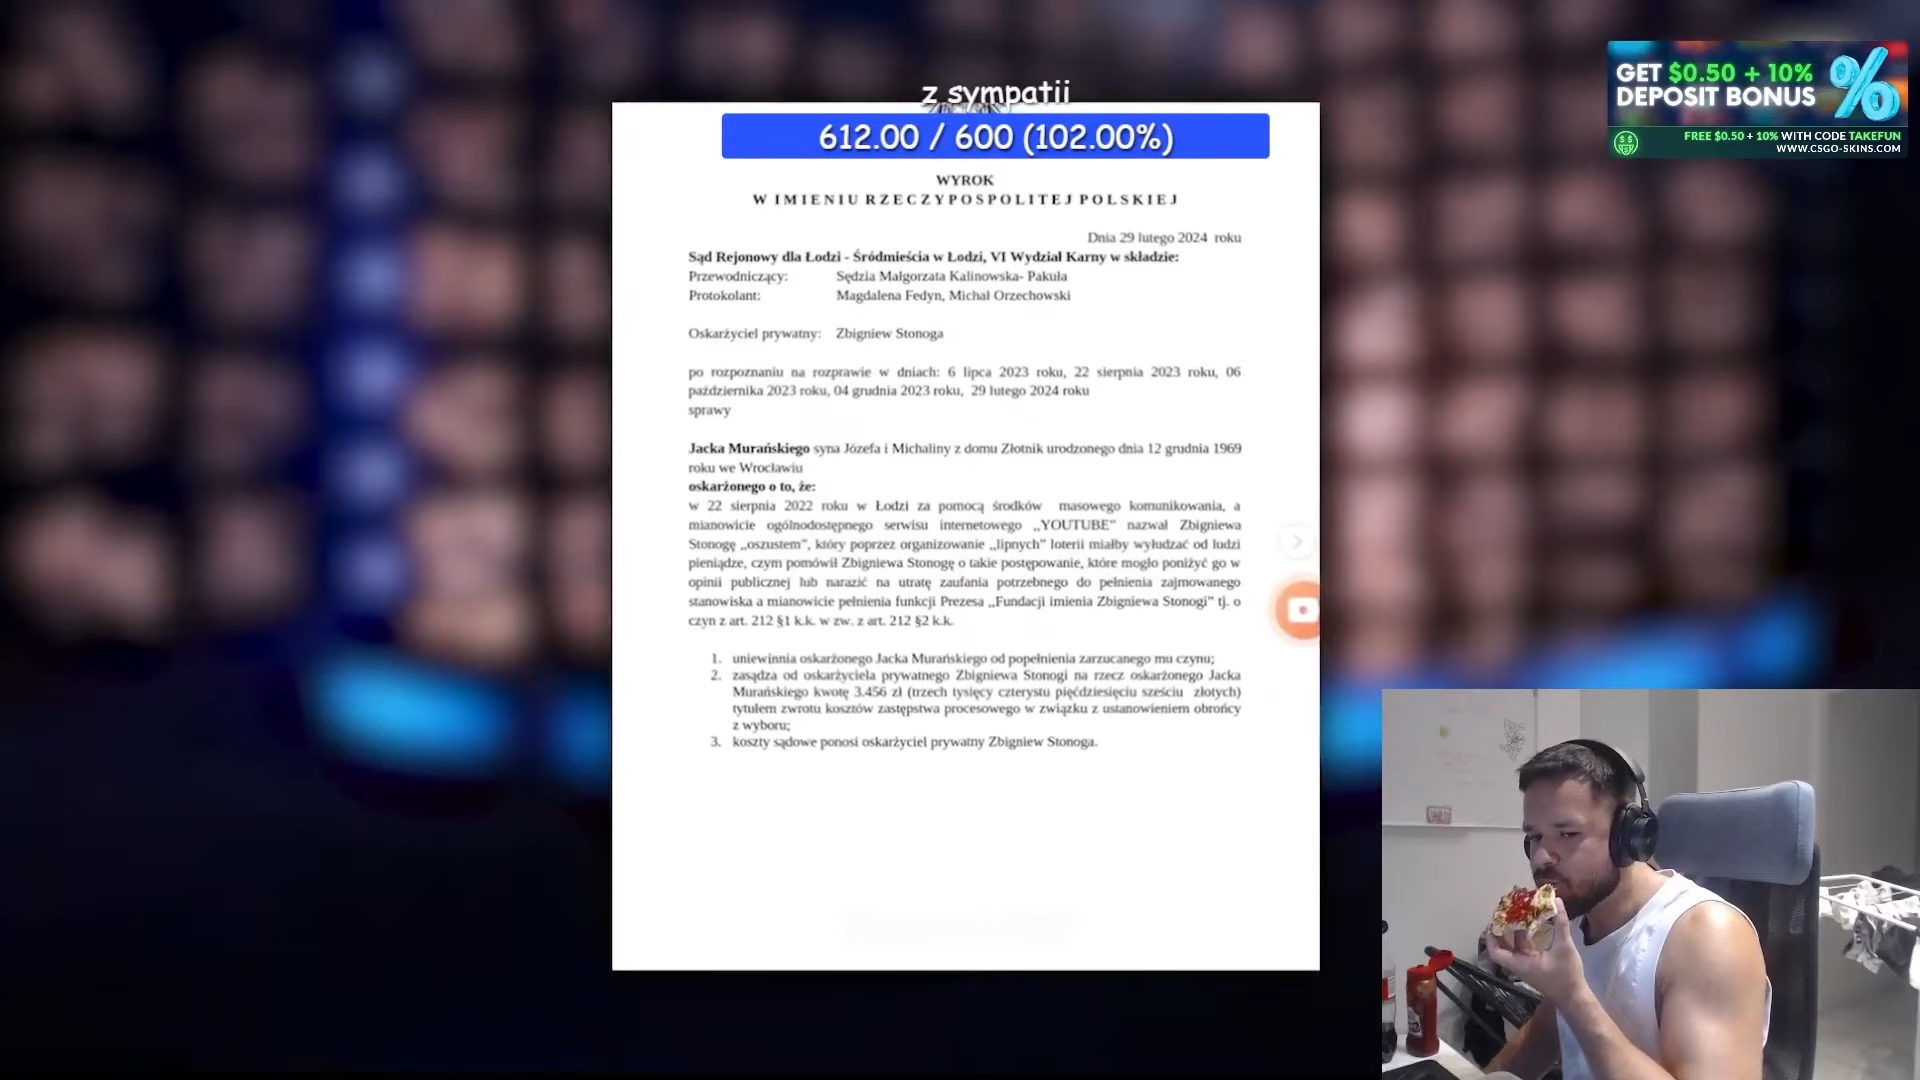 z sympatii
612.00 / 600 (102.00%)
GET $0.50 + 10%
DEPOSIT BONUS
%
FREE $0.50 + 10% WITH CODE TAKEFUN
WWW.CSGO-SKINS.COM
WYROK
W IMIENIU RZECZYPOSPOLITEJ POLSKIEJ
Dnia 29 lutego 2024 roku
Sąd Rejonowy dla Łodzi - Śródmieścia w Łodzi, VI Wydział Karny w składzie:
Przewodniczący: Sędzia Małgorzata Kalinowska- Pakuła
Protokolant: Magdalena Fedyn, Michał Orzechowski
Oskarżyciel prywatny: Zbigniew Stonoga
po rozpoznaniu na rozprawie w dniach: 6 lipca 2023 roku, 22 sierpnia 2023 roku, 06
października 2023 roku, 04 grudnia 2023 roku, 29 lutego 2024 roku
sprawy
Jacka Murańskiego syna Józefa i Michaliny z domu Złotnik urodzonego dnia 12 grudnia 1969
roku we Wrocławiu
oskarżonego o to, że:
w 22 sierpnia 2022 roku w Łodzi za pomocą środków masowego komunikowania, a
mianowicie ogólnodostępnego serwisu internetowego „YOUTUBE” nazwał Zbigniewa
Stonogę „oszustem”, który poprzez organizowanie „lipnych” loterii miałby wyłudzać od ludzi
pieniądze, czym pomówił Zbigniewa Stonogę o takie postępowanie, które mogło poniżyć go w
opinii publicznej lub narazić na utratę zaufania potrzebnego do pełnienia zajmowanego
stanowiska a mianowicie pełnienia funkcji Prezesa „Fundacji imienia Zbigniewa Stonogi” tj. o
czyn z art. 212 §1 k.k. w zw. z art. 212 §2 k.k.
1. uniewinnia oskarżonego Jacka Murańskiego od popełnienia zarzucanego mu czynu;
2. zasądza od oskarżyciela prywatnego Zbigniewa Stonogi na rzecz oskarżonego Jacka
Murańskiego kwotę 3.456 zł (trzech tysięcy czterystu pięćdziesięciu sześciu złotych)
tytułem zwrotu kosztów zastępstwa procesowego w związku z ustanowieniem obrońcy
z wyboru;
3. koszty sądowe ponosi oskarżyciel prywatny Zbigniew Stonoga.